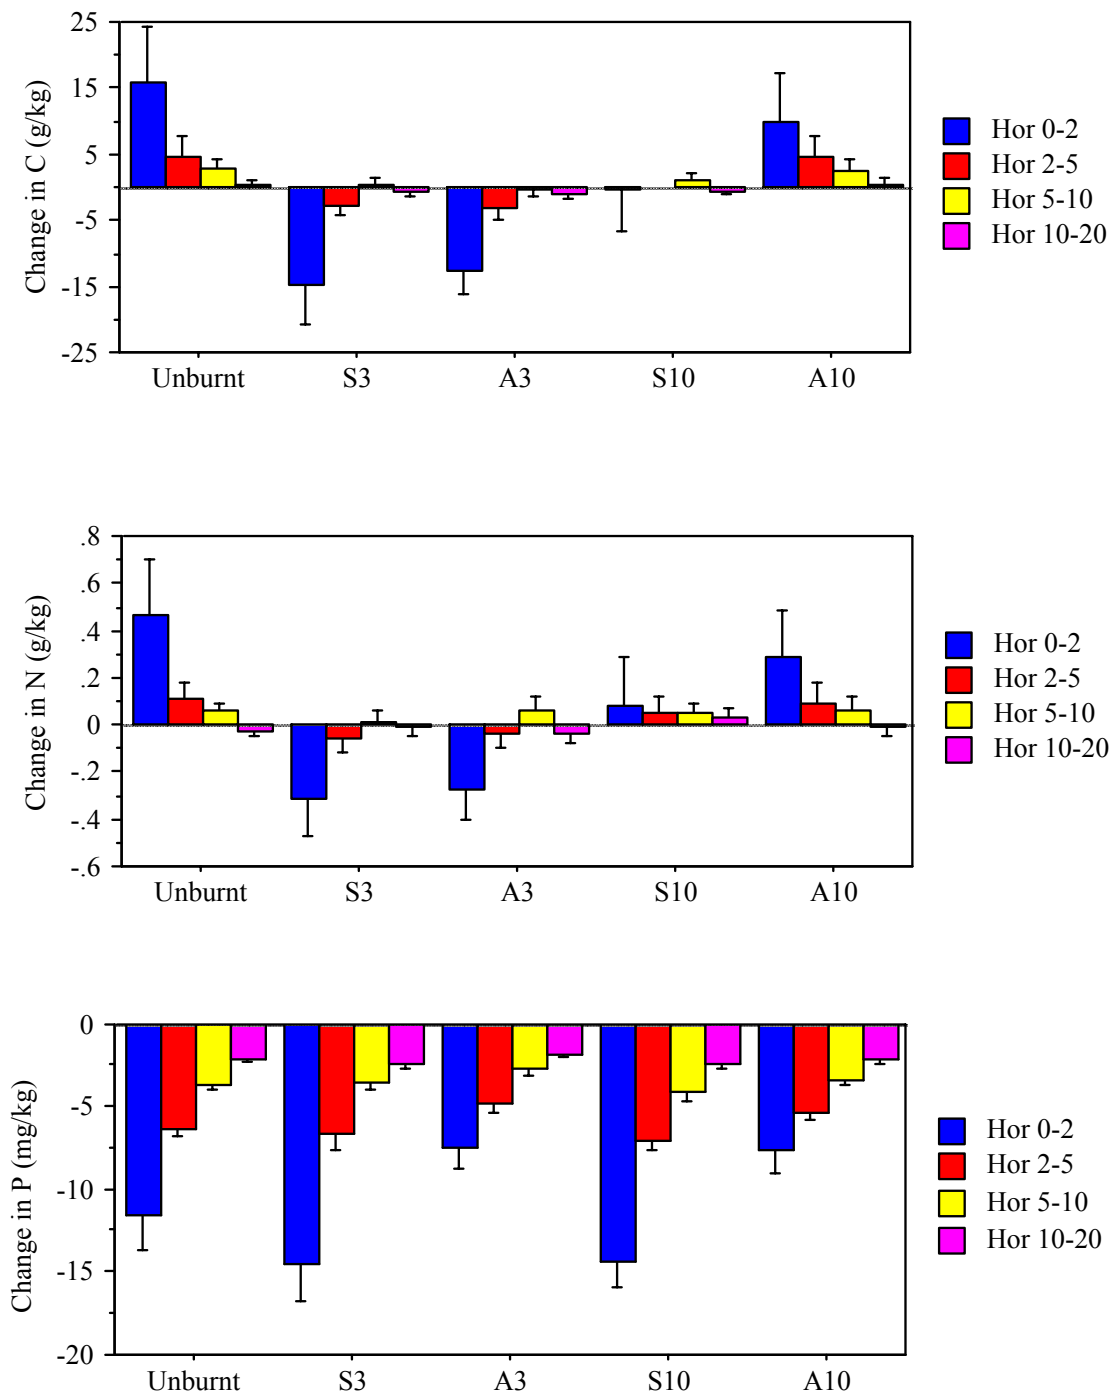 Change in C (g/kg)
25
15
5
-5
-15
-25
Unburnt S3 A3 S10 A10
Hor 0-2
Hor 2-5
Hor 5-10
Hor 10-20
Change in N (g/kg)
.8
.6
.4
.2
0
-.2
-.4
-.6
Unburnt S3 A3 S10 A10
Hor 0-2
Hor 2-5
Hor 5-10
Hor 10-20
Change in P (mg/kg)
0
-5
-10
-15
-20
Unburnt S3 A3 S10 A10
Hor 0-2
Hor 2-5
Hor 5-10
Hor 10-20